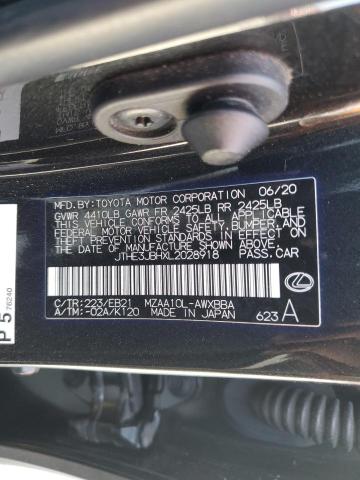 MFD.BY:TOYOTA MOTOR CORPORATION 06/20
GVWR 4410LB GAWR FR 2425LB RR 2425LB
THIS VEHICLE CONFORMS TO ALL APPLICABLE
FEDERAL MOTOR VEHICLE SAFETY, BUMPER, AND
THEFT PREVENTION STANDARDS IN EFFECT ON
THE DATE OF MANUFACTURE SHOWN ABOVE.
JTHE3JBHXL2028918 PASS.CAR
C/TR:223/EB21 MZAA10L-AWXBBA
A/TM:-02A/K120 MADE IN JAPAN
623A
P 576240